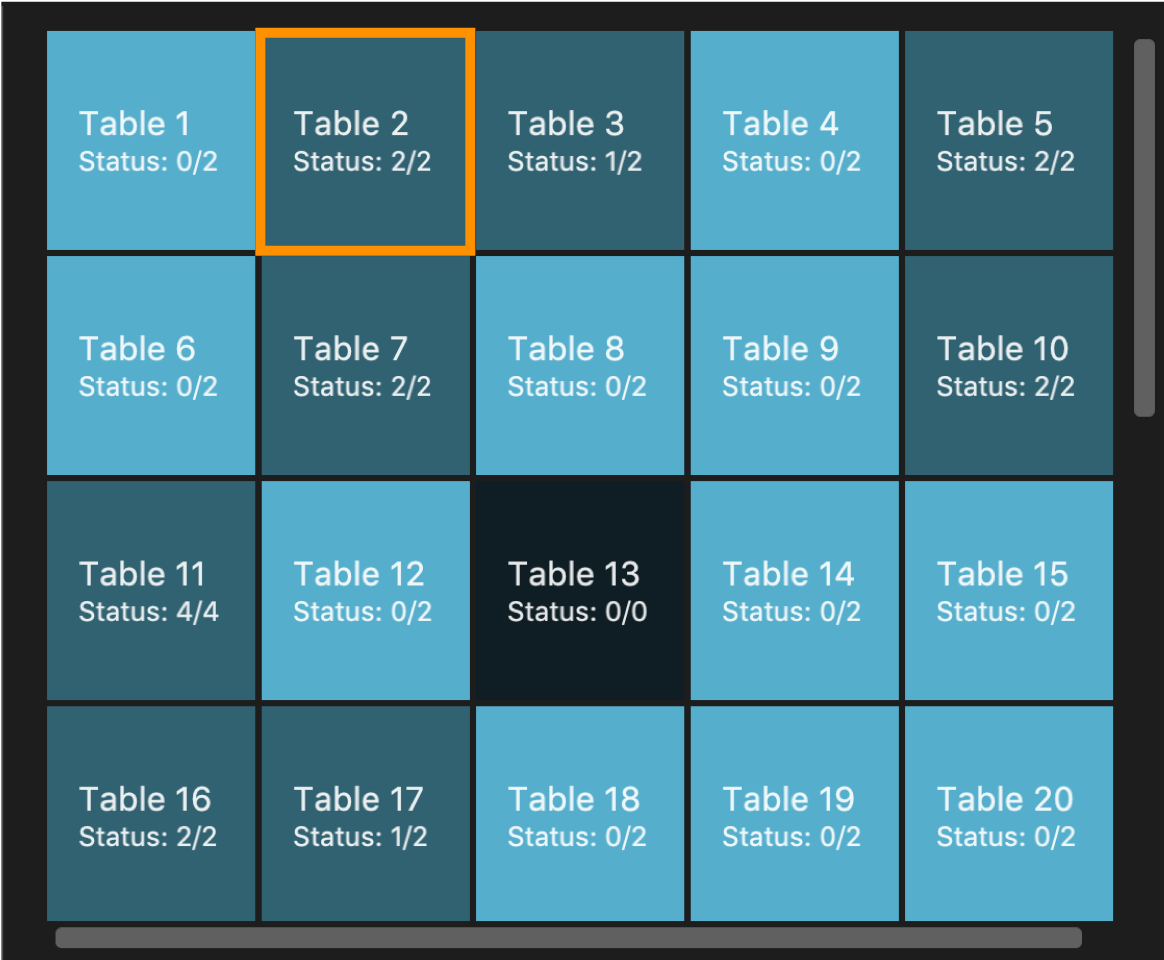 Table 1
Status: 0/2
Table 2
Status: 2/2
Table 3
Status: 1/2
Table 4
Status: 0/2
Table 5
Status: 2/2
Table 6
Status: 0/2
Table 7
Status: 2/2
Table 8
Status: 0/2
Table 9
Status: 0/2
Table 10
Status: 2/2
Table 11
Status: 4/4
Table 12
Status: 0/2
Table 13
Status: 0/0
Table 14
Status: 0/2
Table 15
Status: 0/2
Table 16
Status: 2/2
Table 17
Status: 1/2
Table 18
Status: 0/2
Table 19
Status: 0/2
Table 20
Status: 0/2